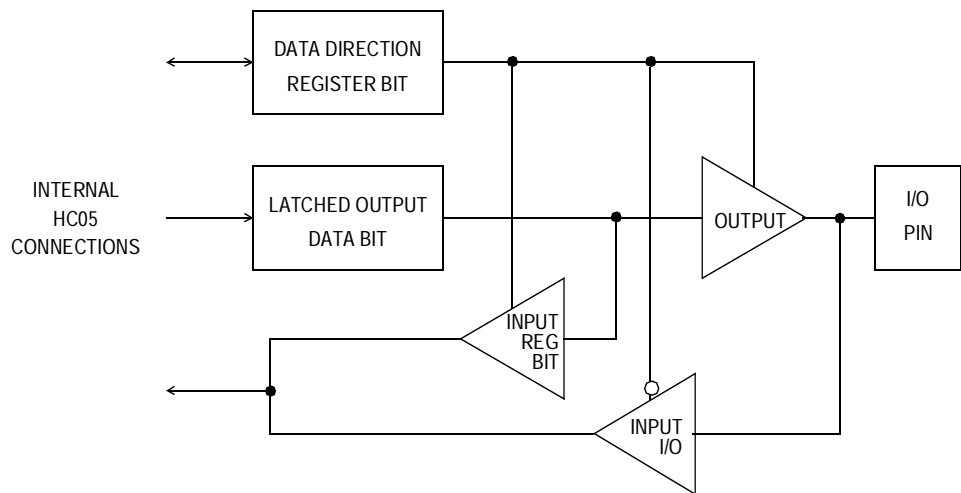 DATA DIRECTION
REGISTER BIT
INTERNAL
HC05
CONNECTIONS
LATCHED OUTPUT
DATA BIT
OUTPUT
I/O
PIN
INPUT
REG
BIT
INPUT
I/O